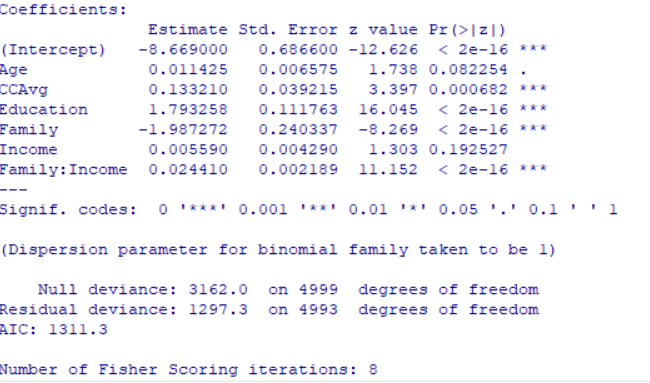 Coefficients:
Estimate Std. Error z value Pr(>|z|)
(Intercept) -8.669000 0.686600 -12.626 < 2e-16 ***
Age 0.011425 0.006575 1.738 0.082254 .
CCAvg 0.133210 0.039215 3.397 0.000682 ***
Education 1.793258 0.111763 16.045 < 2e-16 ***
Family -1.987272 0.240337 -8.269 < 2e-16 ***
Income 0.005590 0.004290 1.303 0.192527
Family:Income 0.024410 0.002189 11.152 < 2e-16 ***
---
Signif. codes: 0 '***' 0.001 '**' 0.01 '*' 0.05 '.' 0.1 ' ' 1
(Dispersion parameter for binomial family taken to be 1)
Null deviance: 3162.0 on 4999 degrees of freedom
Residual deviance: 1297.3 on 4993 degrees of freedom
AIC: 1311.3
Number of Fisher Scoring iterations: 8